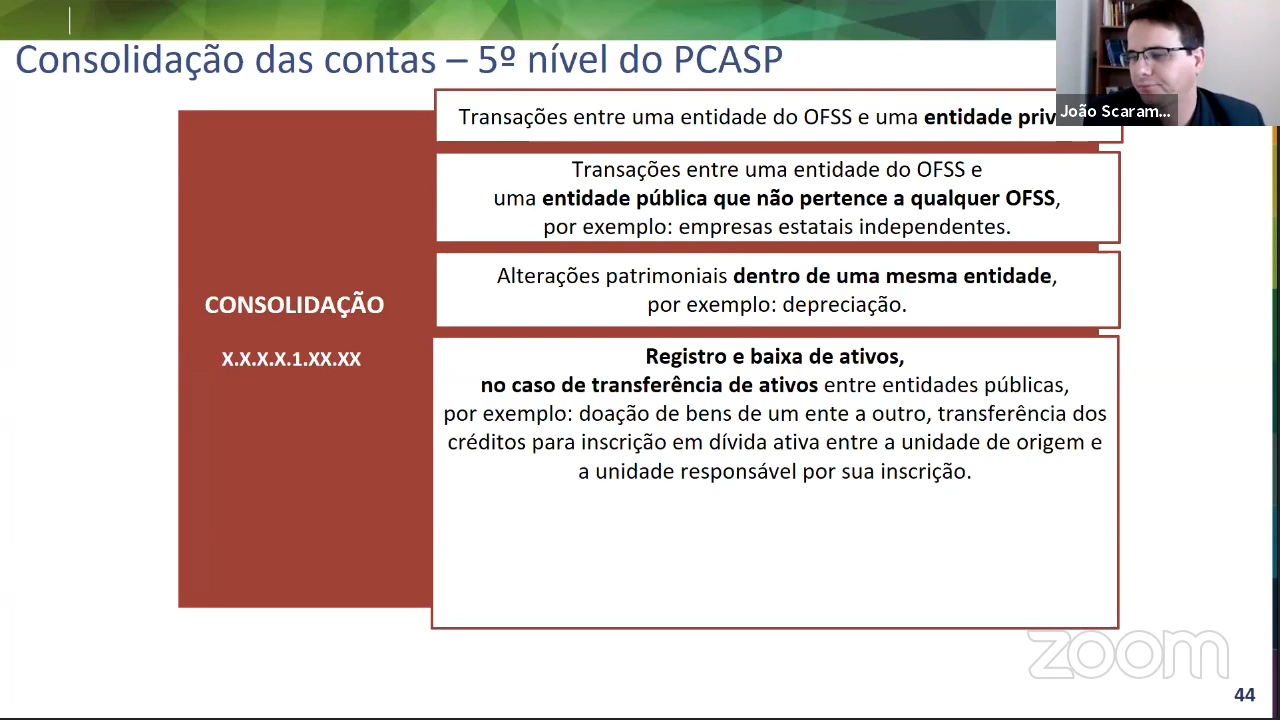 Consolidação das contas – 5º nível do PCASP
João Scaram...
Transações entre uma entidade do OFSS e uma entidade priv
Transações entre uma entidade do OFSS e
uma entidade pública que não pertence a qualquer OFSS,
por exemplo: empresas estatais independentes.
Alterações patrimoniais dentro de uma mesma entidade,
por exemplo: depreciação.
CONSOLIDAÇÃO
X.X.X.X.1.XX.XX
Registro e baixa de ativos,
no caso de transferência de ativos entre entidades públicas,
por exemplo: doação de bens de um ente a outro, transferência dos
créditos para inscrição em dívida ativa entre a unidade de origem e
a unidade responsável por sua inscrição.
zoom
44